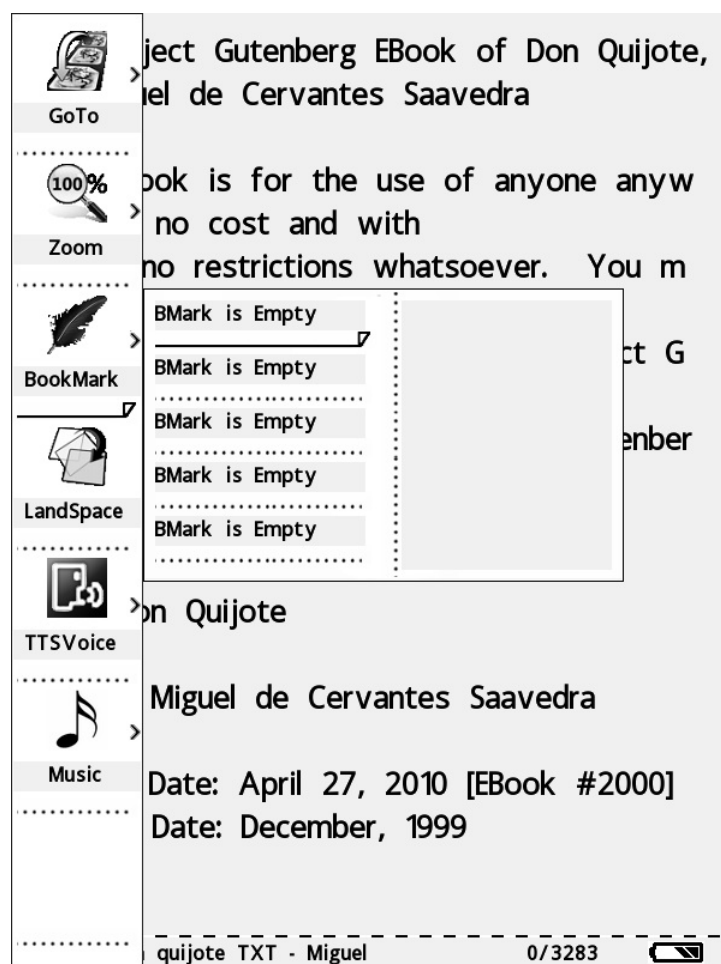 GoTo
Zoom
100 %
BookMark
LandSpace
TTSVoice
Music
ject Gutenberg EBook of Don Quijote,
el de Cervantes Saavedra
ook is for the use of anyone anyw
no cost and with
no restrictions whatsoever. You m
ct G
enber
BMark is Empty
BMark is Empty
BMark is Empty
BMark is Empty
BMark is Empty
on Quijote
Miguel de Cervantes Saavedra
Date: April 27, 2010 [EBook #2000]
Date: December, 1999
quijote TXT - Miguel
0/3283